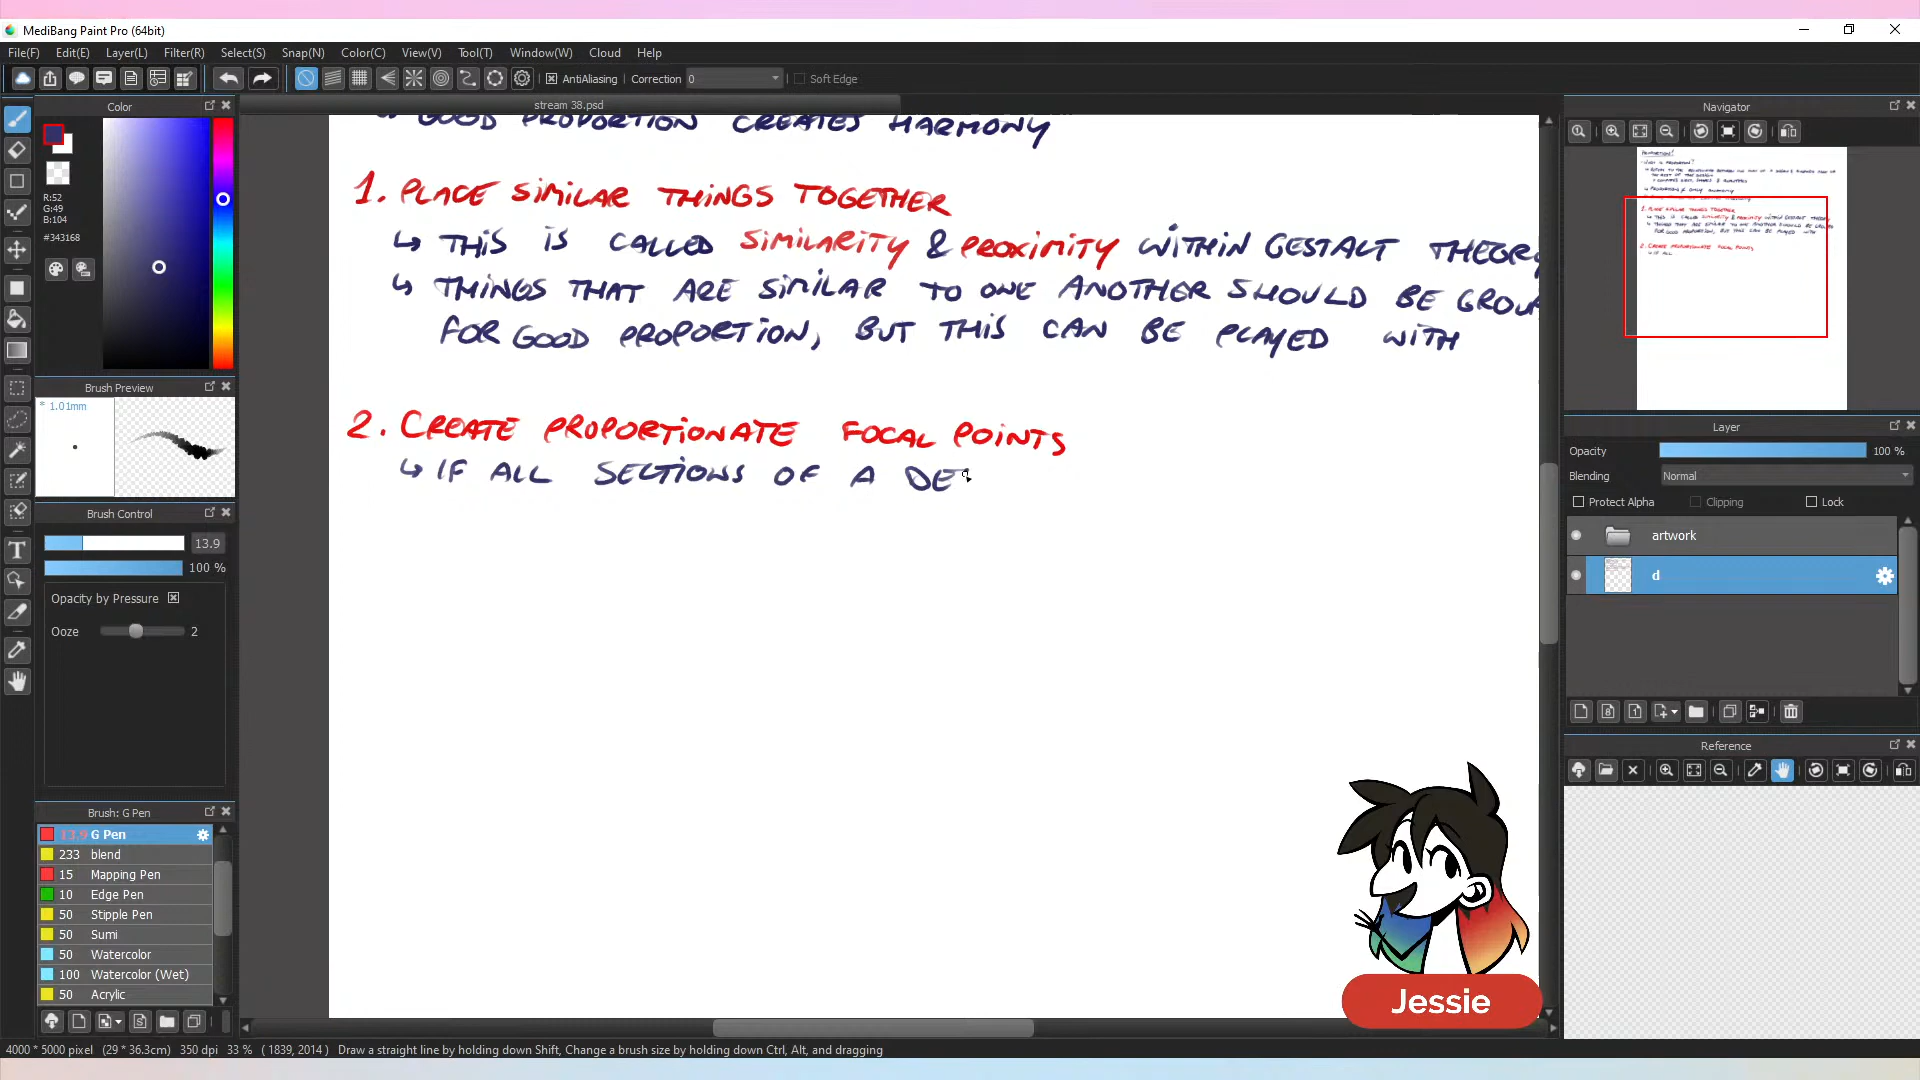 MediBang Paint Pro (64bit)
File(F) Edit(E) Layer(L) Filter(R) Select(S) Snap(N) Color(C) View(V) Tool(T) Window(W) Cloud Help
AntiAliasing Correction 0 Soft Edge
Color
R:52
G:49
B:104
#343168
Brush Preview
* 1.01mm
Brush Control
13.9
100 %
Opacity by Pressure
Ooze 2
Brush: G Pen
13.9 G Pen
233 blend
15 Mapping Pen
10 Edge Pen
50 Stipple Pen
50 Sumi
50 Watercolor
100 Watercolor (Wet)
50 Acrylic
stream 38.psd
GOOD PROPORTION CREATES HARMONY
1. PLACE SIMILAR THINGS TOGETHER
↳ THIS IS CALLED SIMILARITY & PROXIMITY WITHIN GESTALT THEORY
↳ THINGS THAT ARE SIMILAR TO ONE ANOTHER SHOULD BE GROU
FOR GOOD PROPORTION, BUT THIS CAN BE PLAYED WITH
2. CREATE PROPORTIONATE FOCAL POINTS
↳ IF ALL SECTIONS OF A DE
Jessie
Navigator
Layer
Opacity 100 %
Blending Normal
Protect Alpha Clipping Lock
artwork
d
Reference
4000 * 5000 pixel (29 * 36.3cm) 350 dpi 33 % ( 1839, 2014 ) Draw a straight line by holding down Shift, Change a brush size by holding down Ctrl, Alt, and dragging